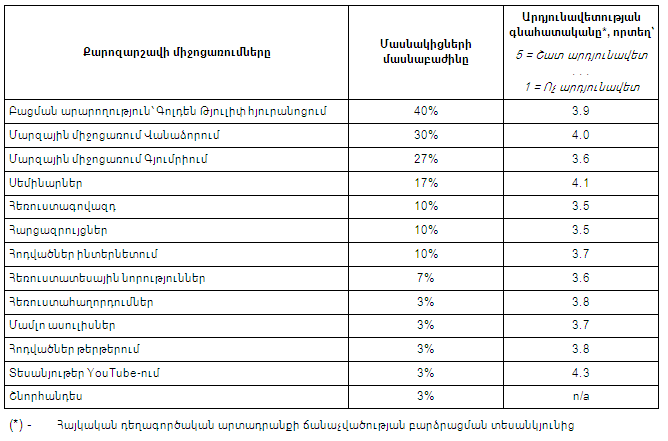 Քարոզարշավի միջոցառումները
Մասնակիցների
մասնաբաժինը
Արդյունավետության
գնահատականը*, որտեղ՝
5 = Շատ արդյունավետ
. . .
1 = Ոչ արդյունավետ
Բացման արարողություն՝ Գոլդեն Թյուլիփ հյուրանոցում 40% 3.9
Մարզային միջոցառում Վանաձորում 30% 4.0
Մարզային միջոցառում Գյումրիում 27% 3.6
Սեմինարներ 17% 4.1
Հեռուստագովազդ 10% 3.5
Հարցազրույցներ 10% 3.5
Հոդվածներ ինտերնետում 10% 3.7
Հեռուստատեսային նորություններ 7% 3.6
Հեռուստահաղորդումներ 3% 3.8
Մամլո ասուլիսներ 3% 3.7
Հոդվածներ թերթերում 3% 3.8
Տեսանյութեր YouTube-ում 3% 4.3
Շնորհանդես 3% n/a
(*) - Հայկական դեղագործական արտադրանքի ճանաչվածության բարձրացման տեսանկյունից